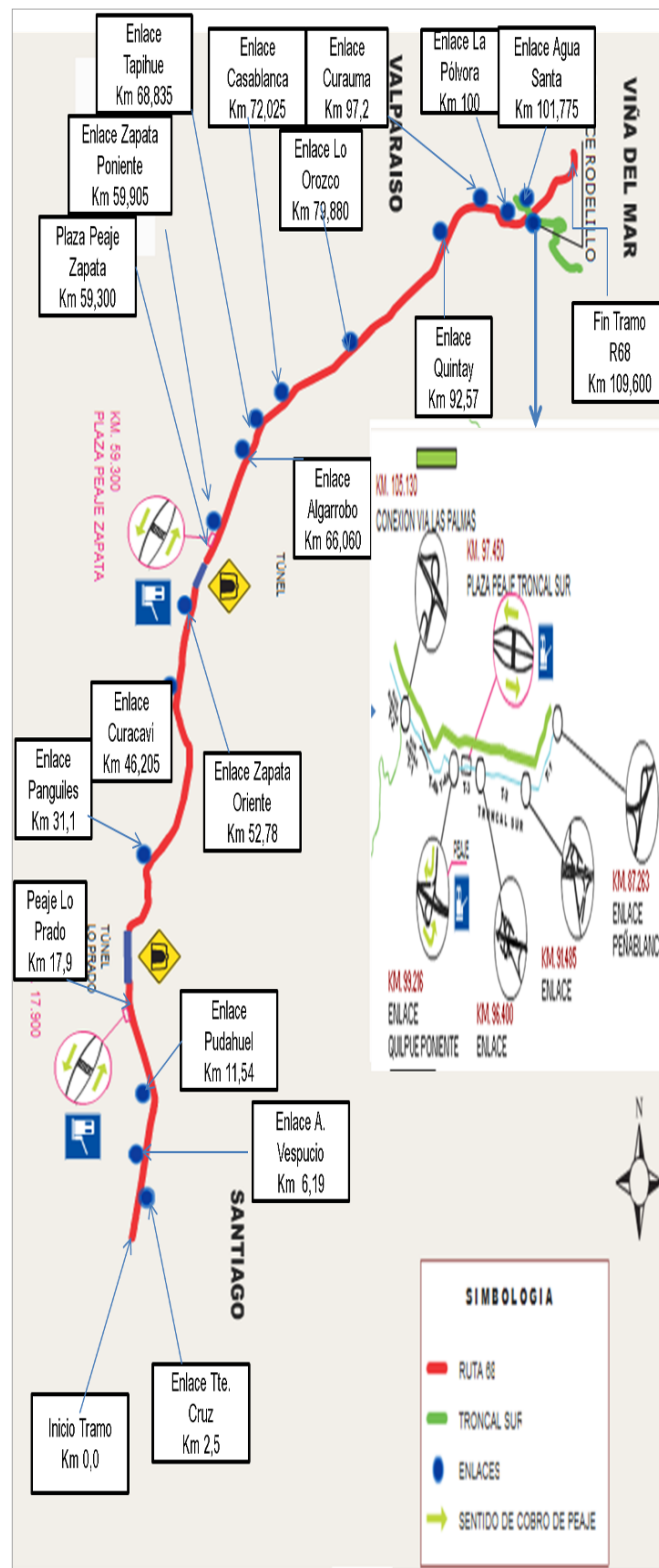 Enlace
Tapihue
Km 68,835
Enlace
Casablanca
Km 72,025
Enlace
Curauma
Km 97,2
Enlace La
Pólvora
Km 100
Enlace Agua
Santa
Km 101,775
VALPARAISO
VIÑA DEL MAR
CE RODELILLO
Enlace Zapata
Poniente
Km 59,905
Enlace Lo
Orozco
Km 79,880
Plaza Peaje
Zapata
Km 59,300
Enlace
Quintay
Km 92,57
Fin Tramo
R68
Km 109,600
KM. 59.300
PLAZA PEAJE ZAPATA
Enlace
Algarrobo
Km 66,060
TÚNEL
KM. 105.130
CONEXION VIA LAS PALMAS
KM. 97.450
PLAZA PEAJE TRONCAL SUR
T3
T2
T1
TRONCAL SUR
PEAJE
KM. 87.263
ENLACE
PEÑABLANC
KM. 91.485
ENLACE
KM. 99.216
ENLACE
QUILPUE PONIENTE
KM. 96.400
ENLACE
Enlace
Curacaví
Km 46,205
Enlace Zapata
Oriente
Km 52,78
Enlace
Panguiles
Km 31,1
Peaje Lo
Prado
Km 17,9
TÚNEL
LO PRADO
17.900
Enlace
Pudahuel
Km 11,54
Enlace A.
Vespucio
Km 6,19
SANTIAGO
N
Enlace Tte.
Cruz
Km 2,5
Inicio Tramo
Km 0,0
SIMBOLOGIA
RUTA 68
TRONCAL SUR
ENLACES
SENTIDO DE COBRO DE PEAJE